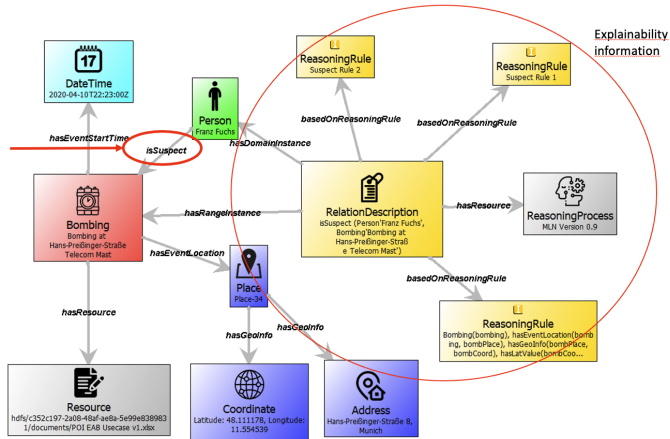 Explainability
information
17
DateTime
2020-04-10T22:23:00Z
ReasoningRule
Suspect Rule 2
ReasoningRule
Suspect Rule 1
Person
Franz Fuchs
basedOnReasoningRule
basedOnReasoningRule
hasEventStartTime
isSuspect
hasDomainInstance
Bombing
Bombing at
Hans-Preißinger-Straße
Telecom Mast
hasRangeInstance
RelationDescription
isSuspect (Person'Franz Fuchs',
Bombing'Bombing at
Hans-Preißinger-Straß
e Telecom Mast')
hasResource
ReasoningProcess
MLN Version 0.9
hasEventLocation
Place
Place-34
basedOnReasoningRule
hasResource
hasGeoInfo
hasGeoInfo
ReasoningRule
Bombing(bombing), hasEventLocation(bomb
ing, bombPlace), hasGeoInfo(bombPlace,
bombCoord), hasLatValue(bombCoo...
Resource
hdfs/c352c197-2a08-48af-ae8a-5e99e838983
1/documents/POI EAB Usecase v1.xlsx
Coordinate
Latitude: 48.111178, Longitude:
11.554539
Address
Hans-Preißinger-Straße 8,
Munich